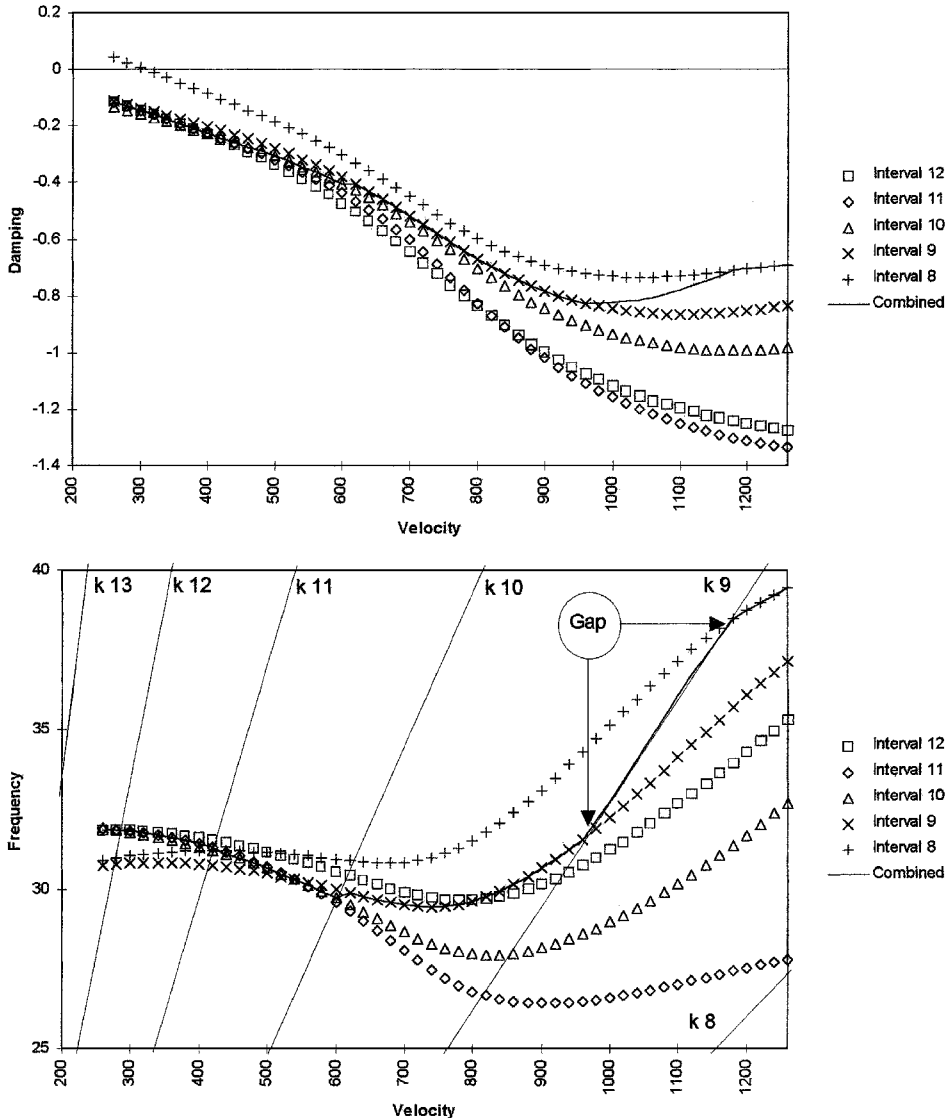 0.2
0
-0.2
-0.4
-0.6
-0.8
-1
-1.2
-1.4
Damping
200
300
400
500
600
700
800
900
1000
1100
1200
Velocity
Interval 12
Interval 11
Interval 10
Interval 9
Interval 8
Combined
40
35
30
25
Frequency
k 13
k 12
k 11
k 10
k 9
Gap
k 8
200
300
400
500
600
700
800
900
1000
1100
1200
Velocity
Interval 12
Interval 11
Interval 10
Interval 9
Interval 8
Combined